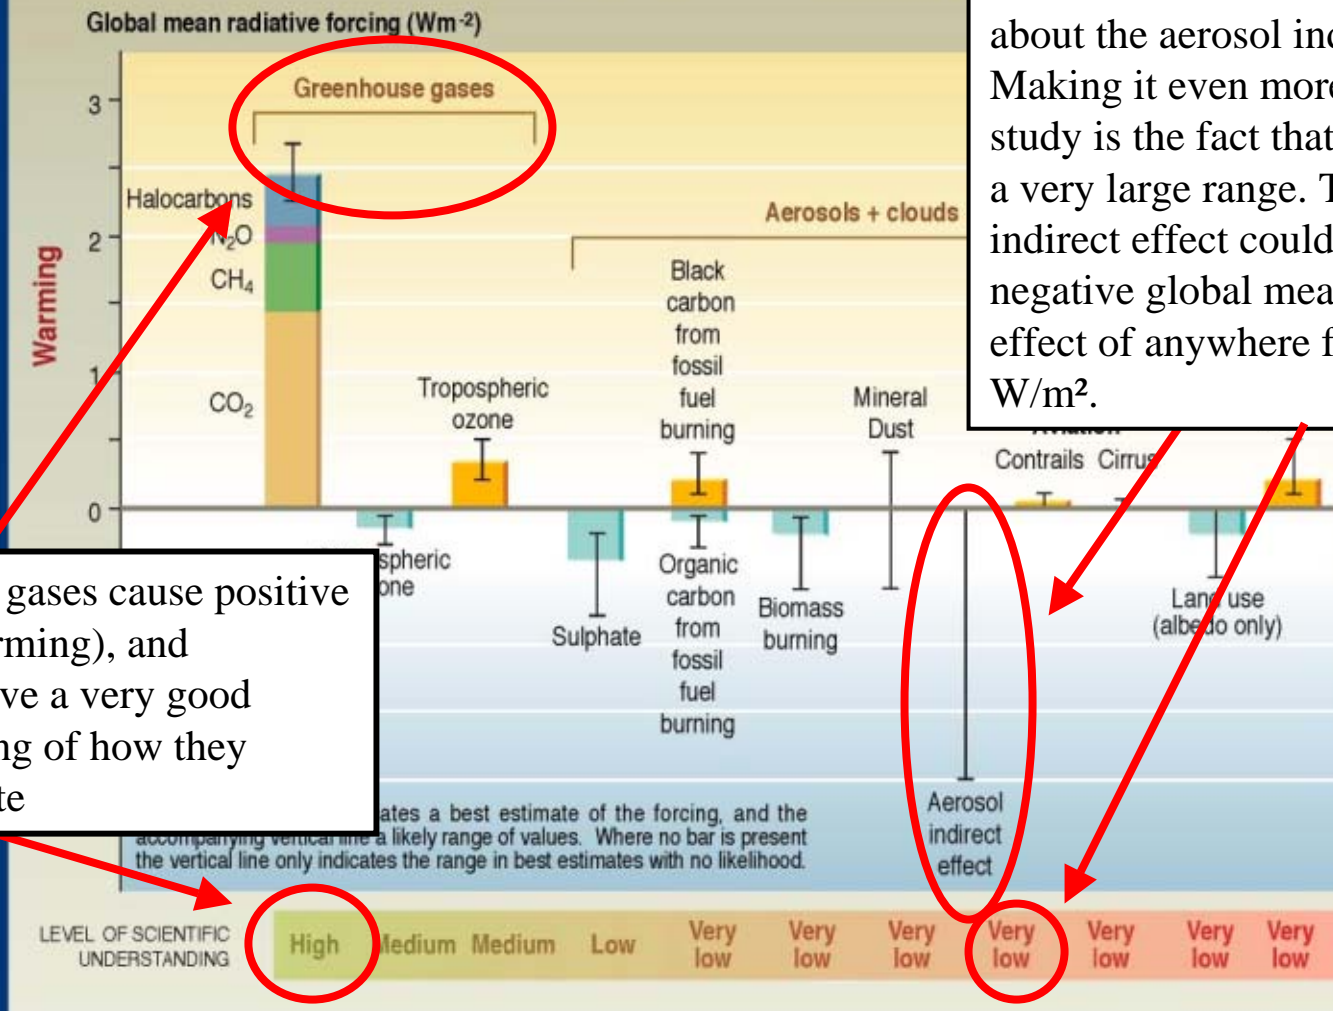 Global mean radiative forcing (Wm-2)
about the aerosol ind
Making it even more
study is the fact that
a very large range. T
indirect effect could
negative global mea
effect of anywhere f
W/m².
Greenhouse gases
3
Halocarbons
N2O
2
CH4
Warming
Aerosols + clouds
Black
carbon
from
fossil
fuel
burning
1
CO2
Tropospheric
ozone
Mineral
Dust
Aviation
Contrails Cirrus
0
gases cause positive
rming), and
ve a very good
ng of how they
te
spheric
one
Sulphate
Organic
carbon
from
fossil
fuel
burning
Biomass
burning
Land use
(albedo only)
Aerosol
indirect
effect
ates a best estimate of the forcing, and the
accompanying vertical line a likely range of values. Where no bar is present
the vertical line only indicates the range in best estimates with no likelihood.
LEVEL OF SCIENTIFIC
UNDERSTANDING
High
Medium
Medium
Low
Very
low
Very
low
Very
low
Very
low
Very
low
Very
low
Very
low